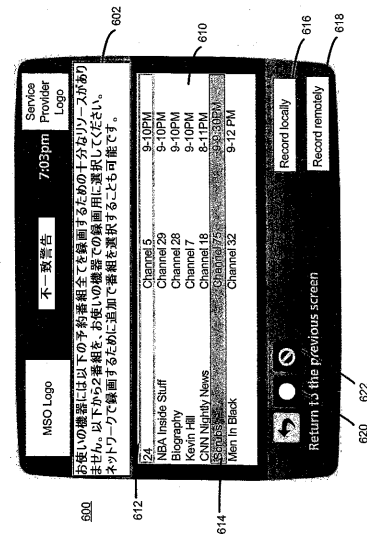 600
MSO Logo
不一致警告
7:03pm
Service
Provider
Logo
602
お使いの機器には以下の予約番組全てを録画するための十分なリソースがあり
ません。以下から2番組を、お使いの機器での録画用に選択してください。
ネットワークで録画するために追加で番組を選択することも可能です。
612
24 Channel 5 9-10PM
NBA Inside Stuff Channel 29 9-10PM
Biography Channel 28 9-10PM
Kevin Hill Channel 7 9-10PM
CNN Nightly News Channel 18 8-11PM
Scrubs Channel 75 9-9:30PM
Men In Black Channel 32 9-12 PM
610
614
Return to the previous screen
Record locally
Record remotely
616
618
620
622